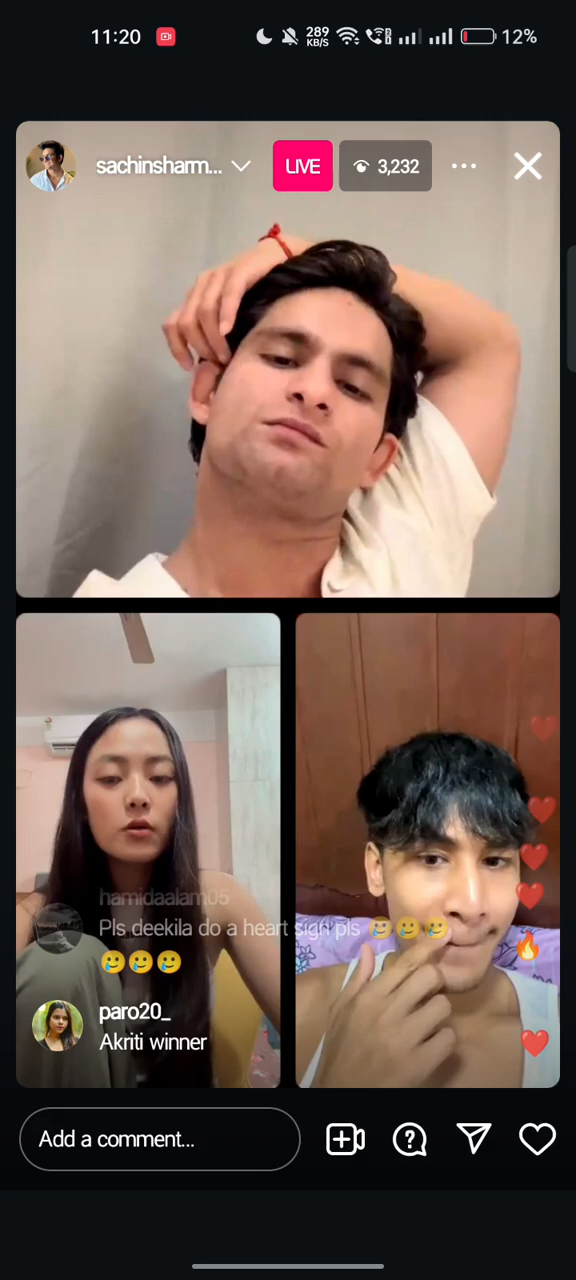 11:20
289
KB/S
12%
sachinsharm...
LIVE
3,232
hamidaalam05
Pls deekila do a heart sign pls 🥲🥲🥲
🥲🥲🥲
paro20_
Akriti winner
Add a comment...